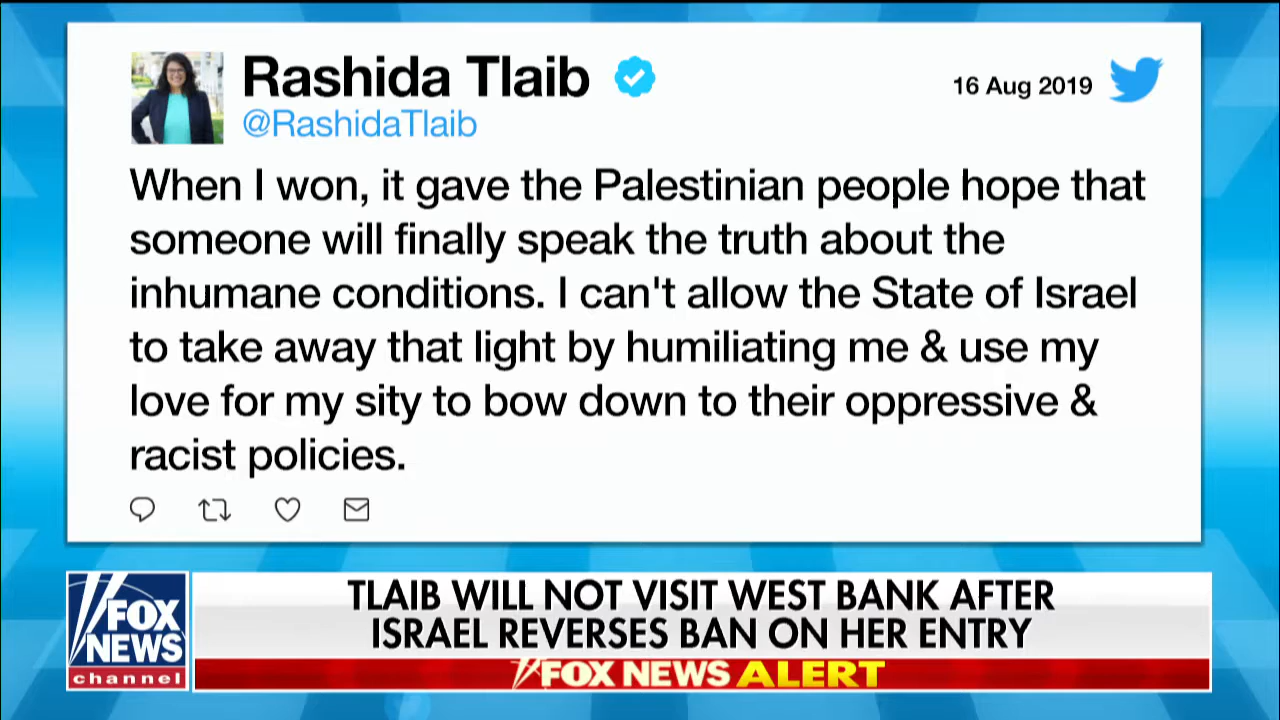 Rashida Tlaib
16 Aug 2019
@RashidaTlaib
When I won, it gave the Palestinian people hope that
someone will finally speak the truth about the
inhumane conditions. I can't allow the State of Israel
to take away that light by humiliating me & use my
love for my sity to bow down to their oppressive &
racist policies.
FOX
NEWS
channel
TLAIB WILL NOT VISIT WEST BANK AFTER
ISRAEL REVERSES BAN ON HER ENTRY
FOX NEWS ALERT